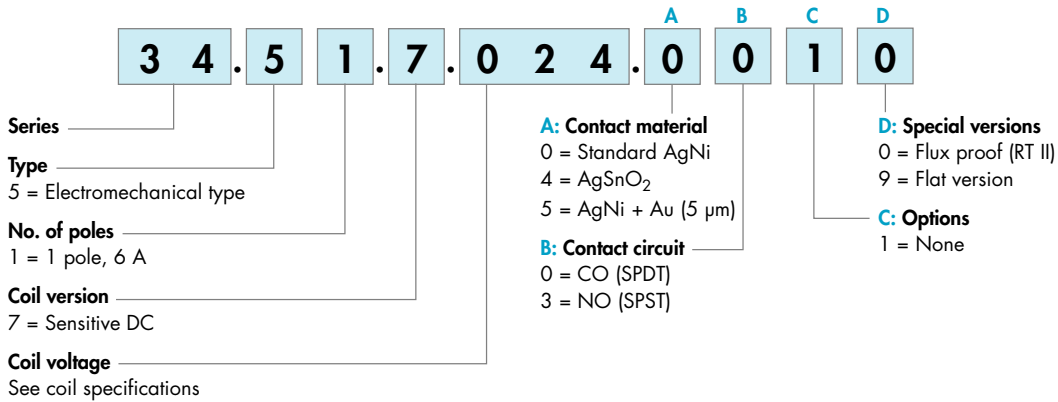 A B C D
3 4 . 5 1 . 7 . 0 2 4 . 0 0 1 0
Series
Type
5 = Electromechanical type
No. of poles
1 = 1 pole, 6 A
Coil version
7 = Sensitive DC
Coil voltage
See coil specifications
A: Contact material
0 = Standard AgNi
4 = AgSnO₂
5 = AgNi + Au (5 µm)
B: Contact circuit
0 = CO (SPDT)
3 = NO (SPST)
D: Special versions
0 = Flux proof (RT II)
9 = Flat version
C: Options
1 = None